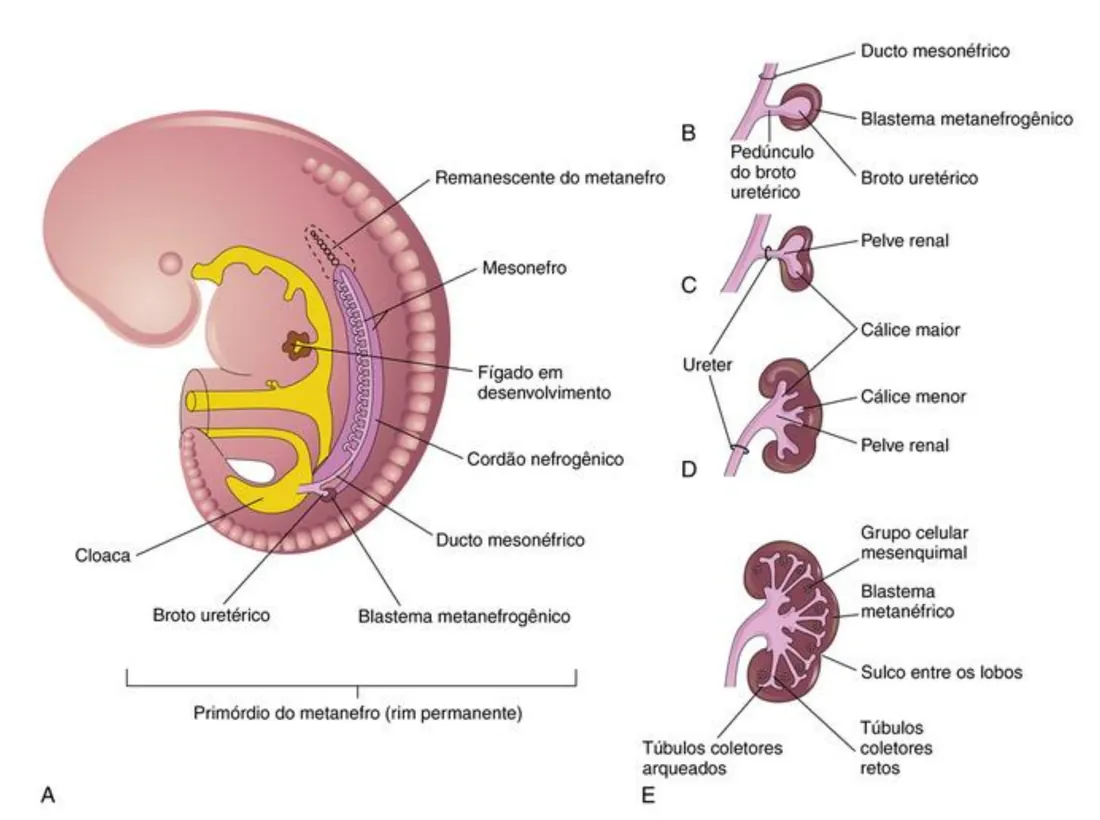 Remanescente do metanefro
Mesonefro
Fígado em
desenvolvimento
Cordão nefrogênico
Ducto mesonéfrico
Cloaca
Broto uretérico
Blastema metanefrogênico
Primórdio do metanefro (rim permanente)
A
Ducto mesonéfrico
Blastema metanefrogênico
B
Pedúnculo
do broto
uretérico
Broto uretérico
Pelve renal
C
Cálice maior
Ureter
Cálice menor
Pelve renal
D
Grupo celular
mesenquimal
Blastema
metanéfrico
Sulco entre os lobos
Túbulos coletores
arqueados
Túbulos
coletores
retos
E